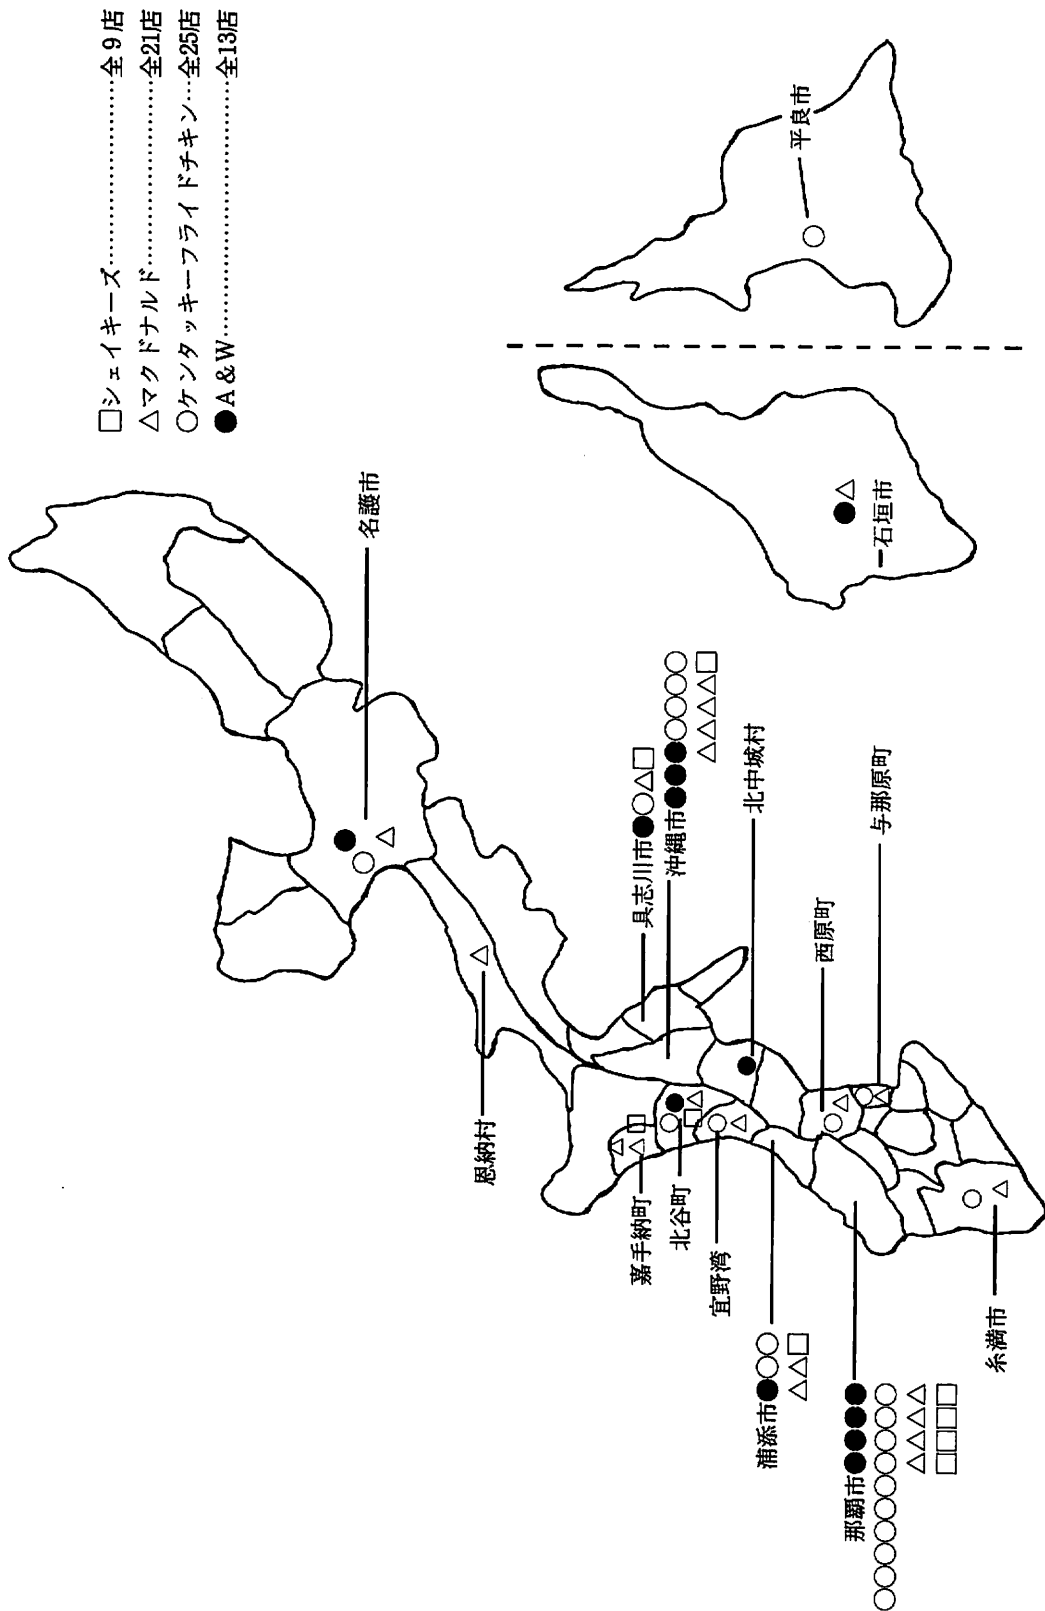 □シェイキーズ……………………全9店
△マクドナルド……………………全21店
○ケンタッキーフライドチキン…全25店
●A&W……………………………全13店
名護市
恩納村
具志川市●○△□
沖縄市●●●○○○○
△△△△□
北中城村
西原町
与那原町
嘉手納町
北谷町
宜野湾
浦添市●○○
△△□
那覇市●●●●
○○○○○○○○○○
△△△△
□□□□
糸満市
石垣市
平良市